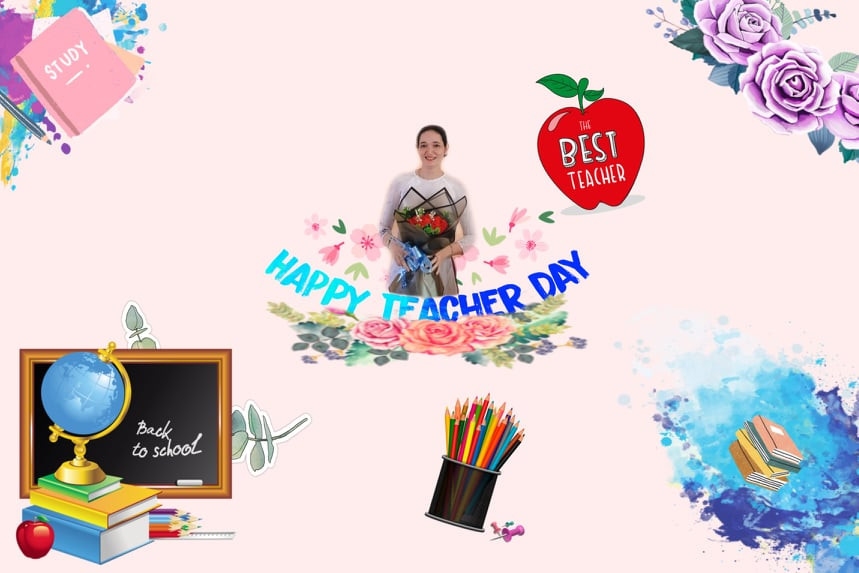 STUDY
THE
BEST
TEACHER
HAPPY TEACHER DAY
Back
to school